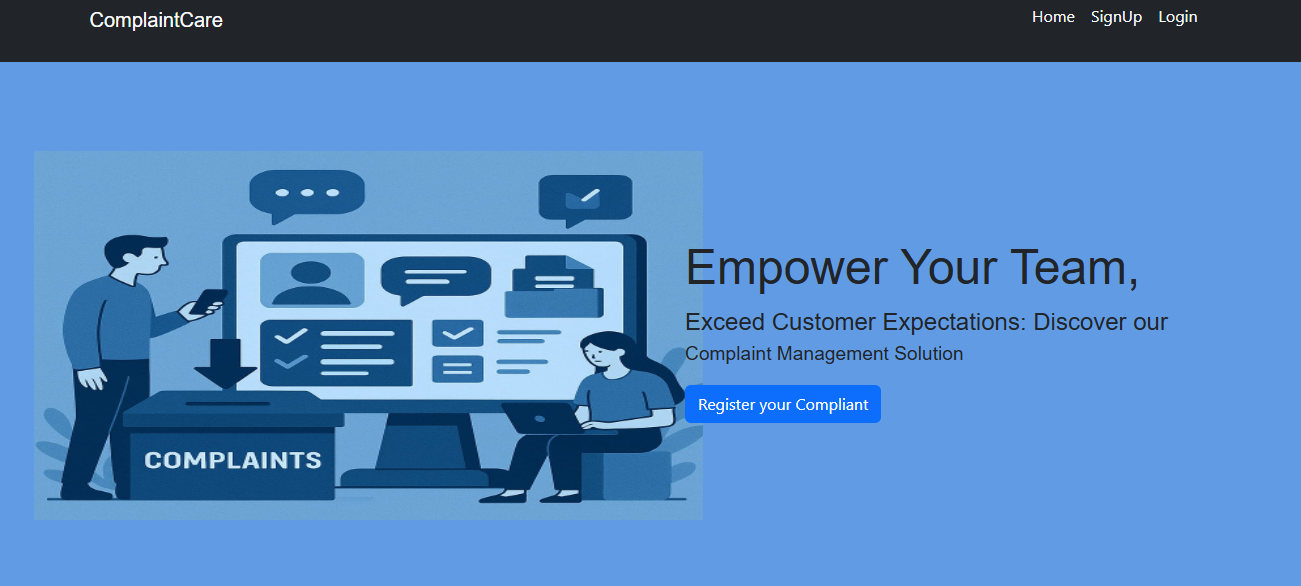 ComplaintCare
Home SignUp Login
Empower Your Team,
Exceed Customer Expectations: Discover our
Complaint Management Solution
Register your Compliant
COMPLAINTS